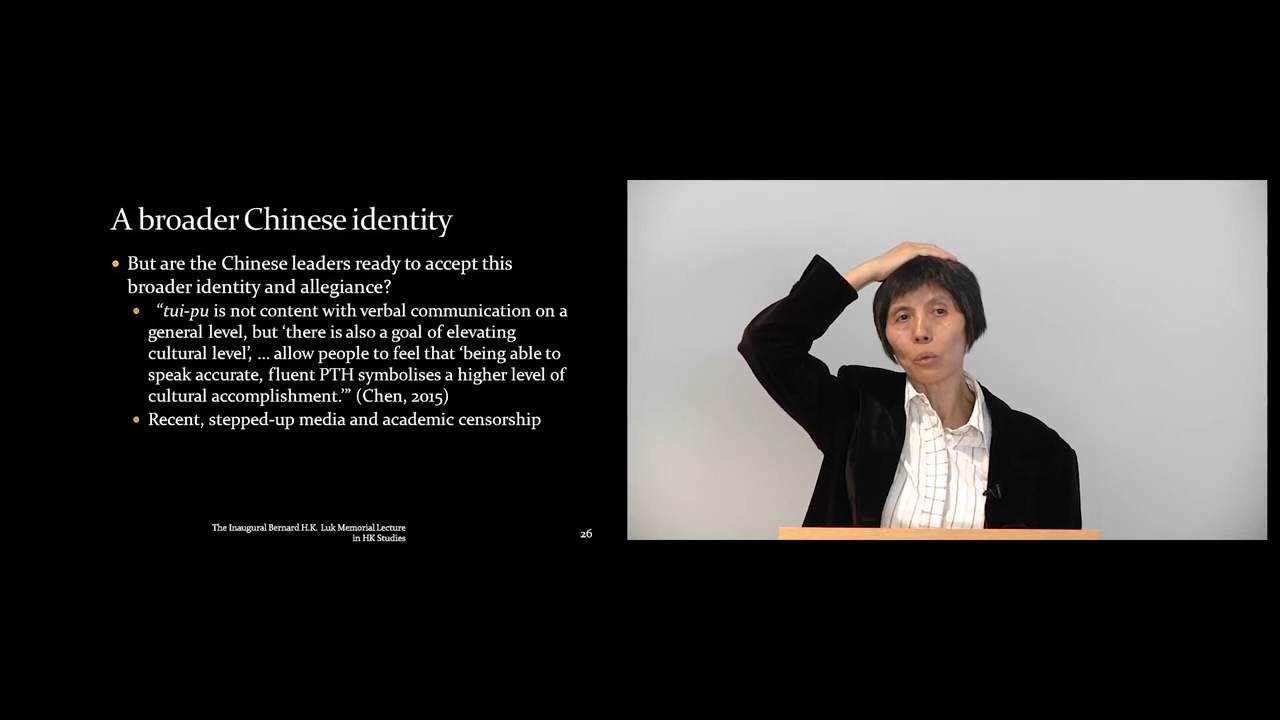 A broader Chinese identity
But are the Chinese leaders ready to accept this
broader identity and allegiance?
“tui-pu is not content with verbal communication on a
general level, but ‘there is also a goal of elevating
cultural level’, … allow people to feel that ‘being able to
speak accurate, fluent PTH symbolises a higher level of
cultural accomplishment.’” (Chen, 2015)
Recent, stepped-up media and academic censorship
The Inaugural Bernard H.K. Luk Memorial Lecture
in HK Studies
26